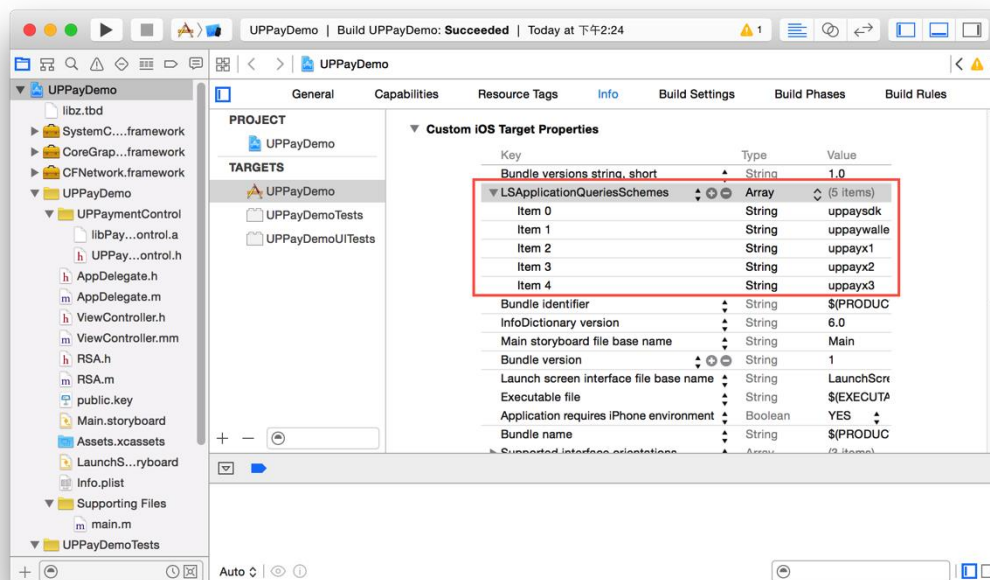 UPPayDemo | Build UPPayDemo: Succeeded | Today at 下午2:24
1
UPPayDemo
UPPayDemo
libz.tbd
SystemC....framework
CoreGrap...framework
CFNetwork.framework
UPPayDemo
UPPaymentControl
libPay...ontrol.a
UPPay...ontrol.h
AppDelegate.h
AppDelegate.m
ViewController.h
ViewController.mm
RSA.h
RSA.m
public.key
Main.storyboard
Assets.xcassets
LaunchS...ryboard
Info.plist
Supporting Files
main.m
UPPayDemoTests
General Capabilities Resource Tags Info Build Settings Build Phases Build Rules
PROJECT
UPPayDemo
TARGETS
UPPayDemo
UPPayDemoTests
UPPayDemoUITests
Custom iOS Target Properties
Key Type Value
Bundle versions string, short String 1.0
LSApplicationQueriesSchemes Array (5 items)
Item 0 String uppaysdk
Item 1 String uppaywalle
Item 2 String uppayx1
Item 3 String uppayx2
Item 4 String uppayx3
Bundle identifier String $(PRODUC
InfoDictionary version String 6.0
Main storyboard file base name String Main
Bundle version String 1
Launch screen interface file base name String LaunchScre
Executable file String $(EXECUTA
Application requires iPhone environment Boolean YES
Bundle name String $(PRODUC
Supported interface orientations Array (3 items)
Auto